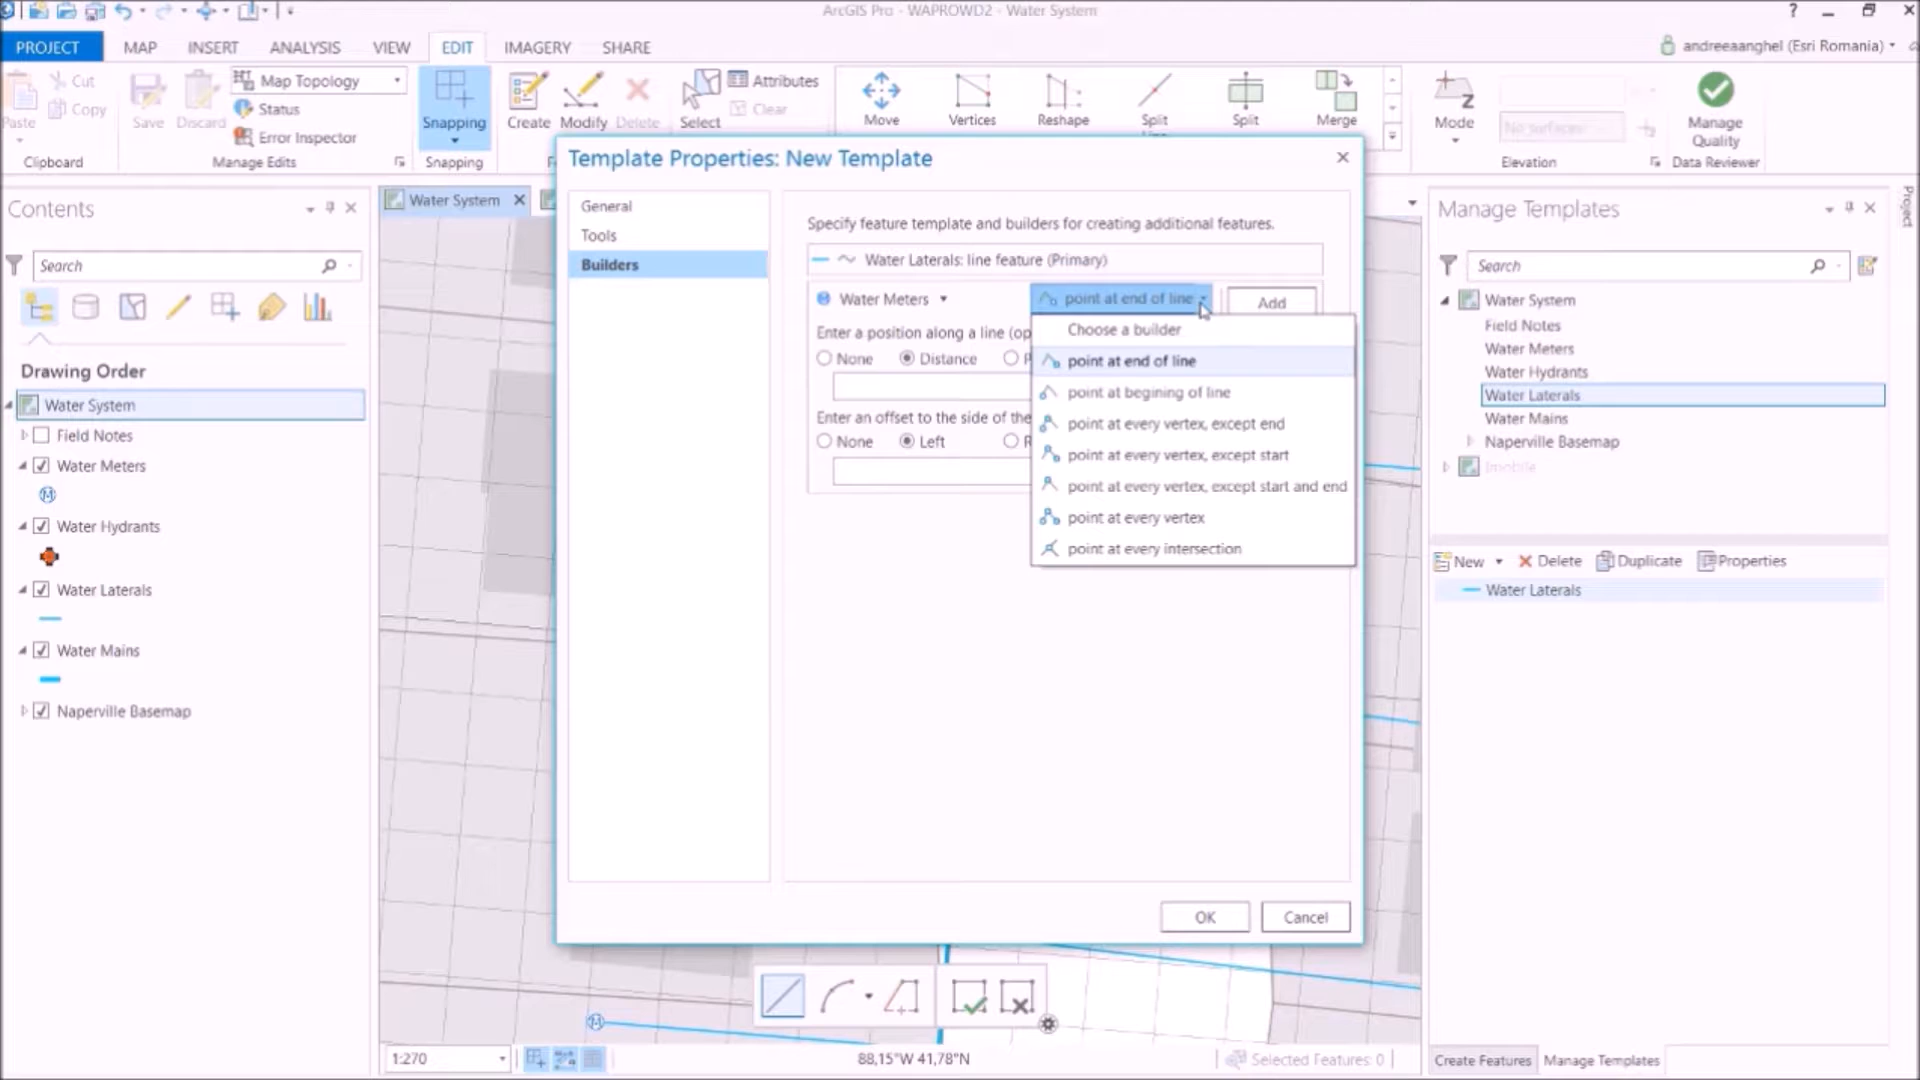 ArcGIS Pro - WAPROWD2 - Water System
?
PROJECT MAP INSERT ANALYSIS VIEW EDIT IMAGERY SHARE
andreeaanghel (Esri Romania)
Paste
Cut
Copy
Clipboard
Save
Discard
Map Topology
Status
Error Inspector
Manage Edits
Snapping
Snapping
Create
Modify
Delete
Select
Attributes
Clear
Move
Vertices
Reshape
Split
Split
Merge
Mode
No surfaces
Elevation
Manage
Quality
Data Reviewer
Project
Contents
Search
Drawing Order
Water System
Field Notes
Water Meters
M
Water Hydrants
Water Laterals
Water Mains
Naperville Basemap
Water System
Template Properties: New Template
General
Tools
Builders
Specify feature template and builders for creating additional features.
Water Laterals: line feature (Primary)
Water Meters
point at end of line
Add
Enter a position along a line (op
None
Distance
Enter an offset to the side of the
None
Left
Choose a builder
point at end of line
point at begining of line
point at every vertex, except end
point at every vertex, except start
point at every vertex, except start and end
point at every vertex
point at every intersection
OK
Cancel
M
1:270
88,15°W 41,78°N
Selected Features: 0
Manage Templates
Search
Water System
Field Notes
Water Meters
Water Hydrants
Water Laterals
Water Mains
Naperville Basemap
Imobile
New
Delete
Duplicate
Properties
Water Laterals
Create Features
Manage Templates